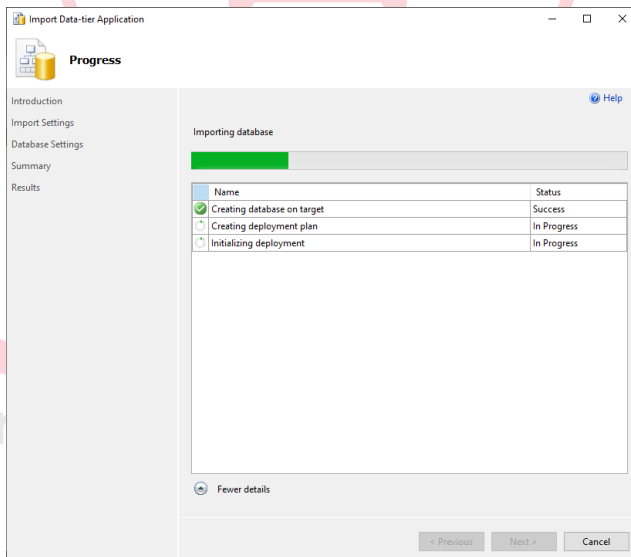 Import Data-tier Application
Progress
Introduction
Import Settings
Database Settings
Summary
Results
Help
Importing database
Name Status
Creating database on target Success
Creating deployment plan In Progress
Initializing deployment In Progress
Fewer details
< Previous Next > Cancel